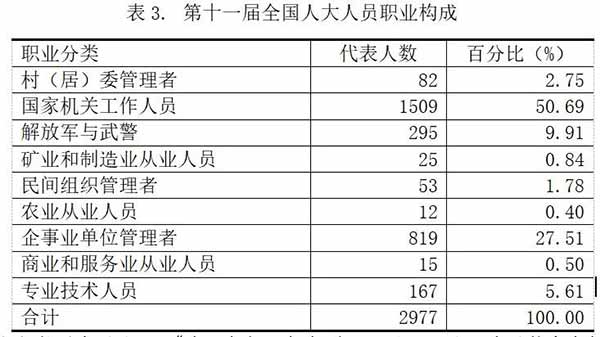 表 3. 第十一届全国人大人员职业构成
职业分类 代表人数 百分比（%）
村（居）委管理者 82 2.75
国家机关工作人员 1509 50.69
解放军与武警 295 9.91
矿业和制造业从业人员 25 0.84
民间组织管理者 53 1.78
农业从业人员 12 0.40
企事业单位管理者 819 27.51
商业和服务业从业人员 15 0.50
专业技术人员 167 5.61
合计 2977 100.00